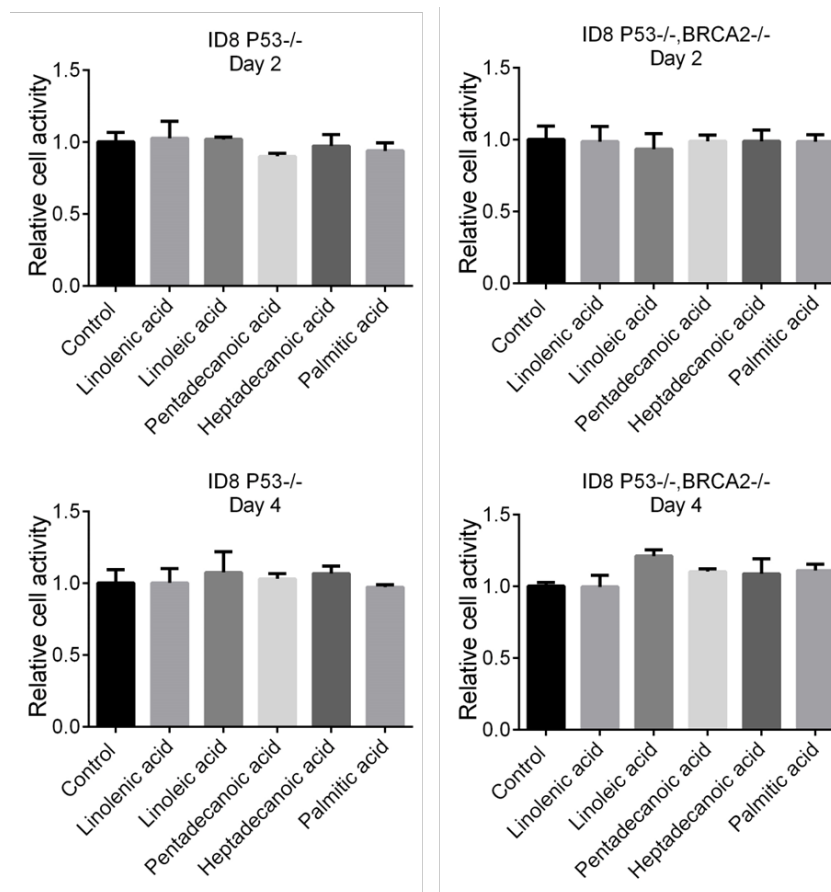 ID8 P53-/-
Day 2
Relative cell activity
1.5
1.0
0.5
0.0
Control
Linolenic acid
Linoleic acid
Pentadecanoic acid
Heptadecanoic acid
Palmitic acid
ID8 P53-/-,BRCA2-/-
Day 2
Relative cell activity
1.5
1.0
0.5
0.0
Control
Linolenic acid
Linoleic acid
Pentadecanoic acid
Heptadecanoic acid
Palmitic acid
ID8 P53-/-
Day 4
Relative cell activity
1.5
1.0
0.5
0.0
Control
Linolenic acid
Linoleic acid
Pentadecanoic acid
Heptadecanoic acid
Palmitic acid
ID8 P53-/-,BRCA2-/-
Day 4
Relative cell activity
1.5
1.0
0.5
0.0
Control
Linolenic acid
Linoleic acid
Pentadecanoic acid
Heptadecanoic acid
Palmitic acid